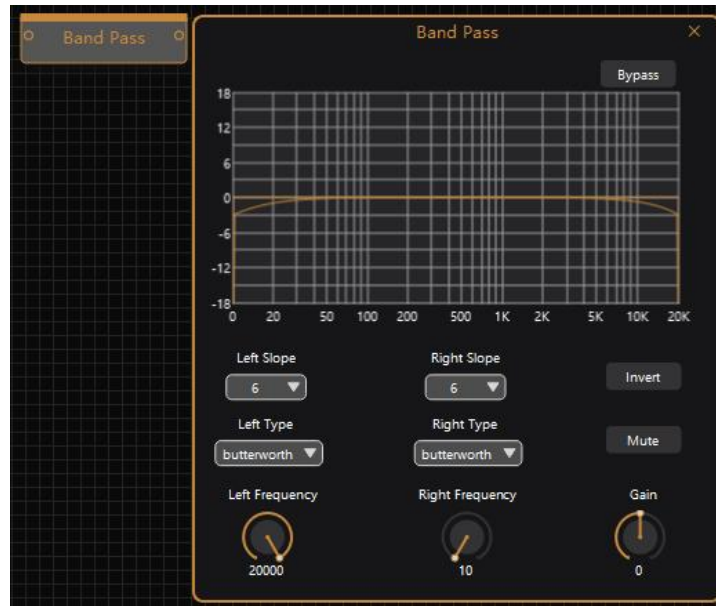 Band Pass
Band Pass
Bypass
18
12
6
0
-6
-12
-18
0 20 50 100 200 500 1K 2K 5K 10K 20K
Left Slope Right Slope
6 6 Invert
Left Type Right Type
butterworth butterworth Mute
Left Frequency Right Frequency Gain
20000 10 0